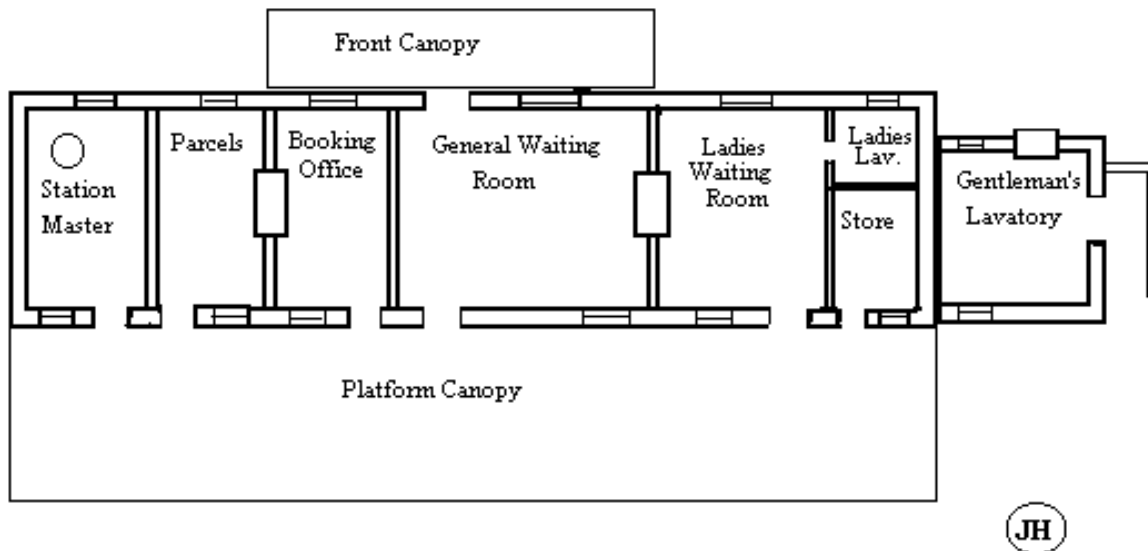 Front Canopy
Station
Master
Parcels
Booking
Office
General Waiting
Room
Ladies
Waiting
Room
Ladies
Lav.
Store
Gentleman's
Lavatory
Platform Canopy
JH